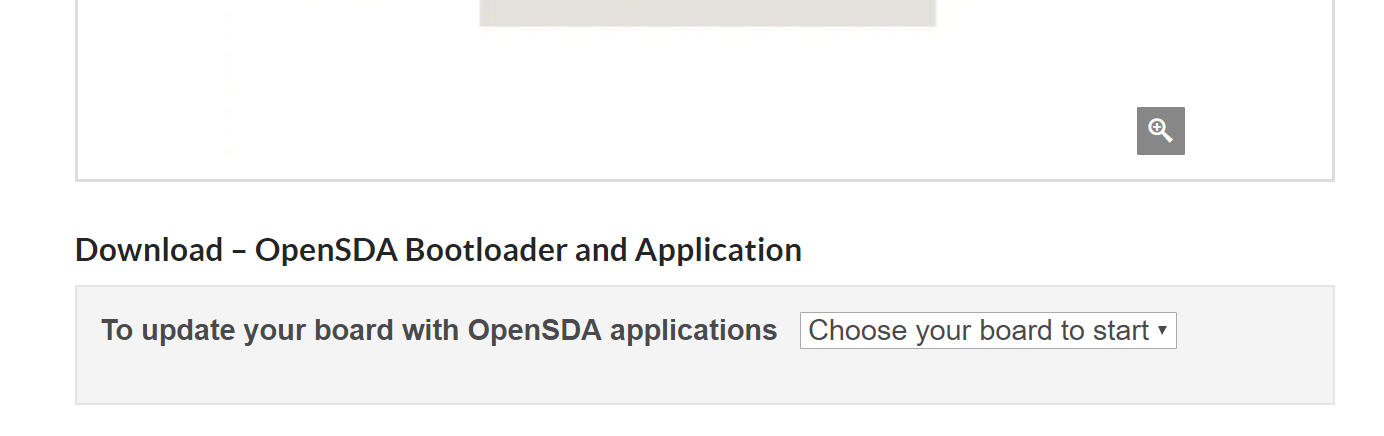 Download – OpenSDA Bootloader and Application
To update your board with OpenSDA applications Choose your board to start